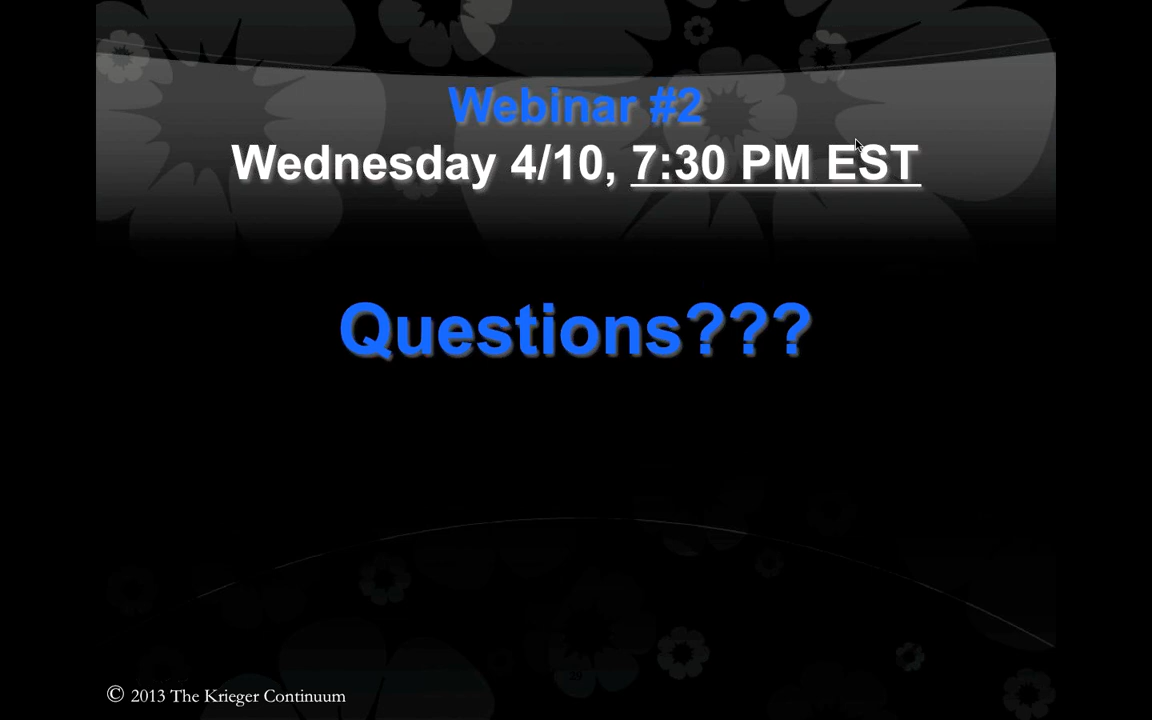 Webinar #2
Wednesday 4/10, 7:30 PM EST
Questions???
© 2013 The Krieger Continuum